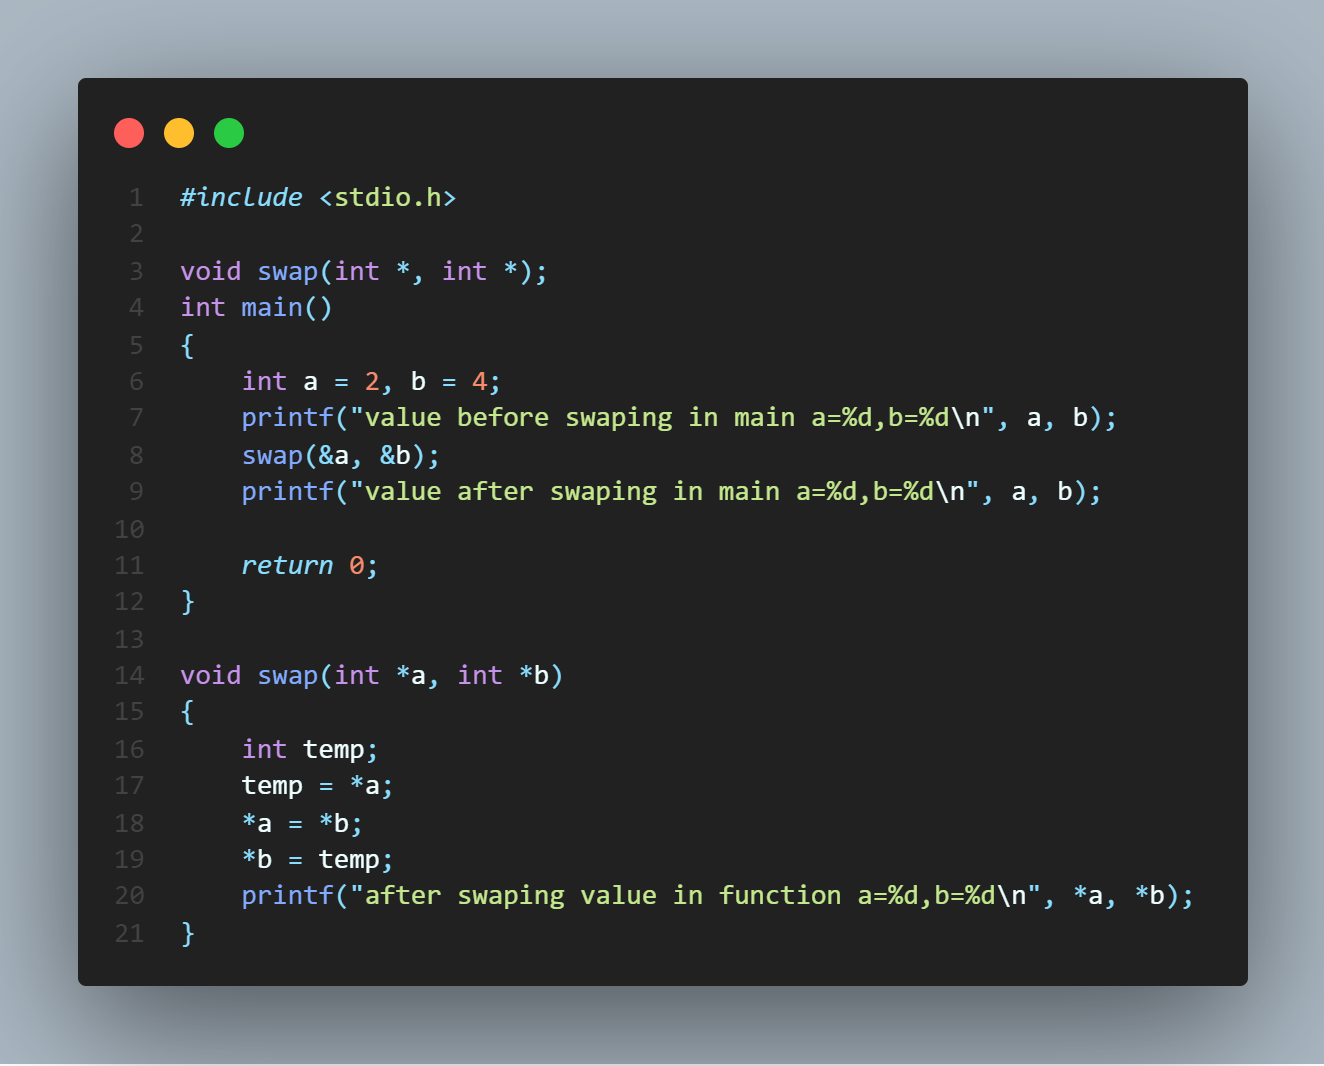 1 #include <stdio.h>
2
3 void swap(int *, int *);
4 int main()
5 {
6     int a = 2, b = 4;
7     printf("value before swaping in main a=%d,b=%d\n", a, b);
8     swap(&a, &b);
9     printf("value after swaping in main a=%d,b=%d\n", a, b);
10
11     return 0;
12 }
13
14 void swap(int *a, int *b)
15 {
16     int temp;
17     temp = *a;
18     *a = *b;
19     *b = temp;
20     printf("after swaping value in function a=%d,b=%d\n", *a, *b);
21 }